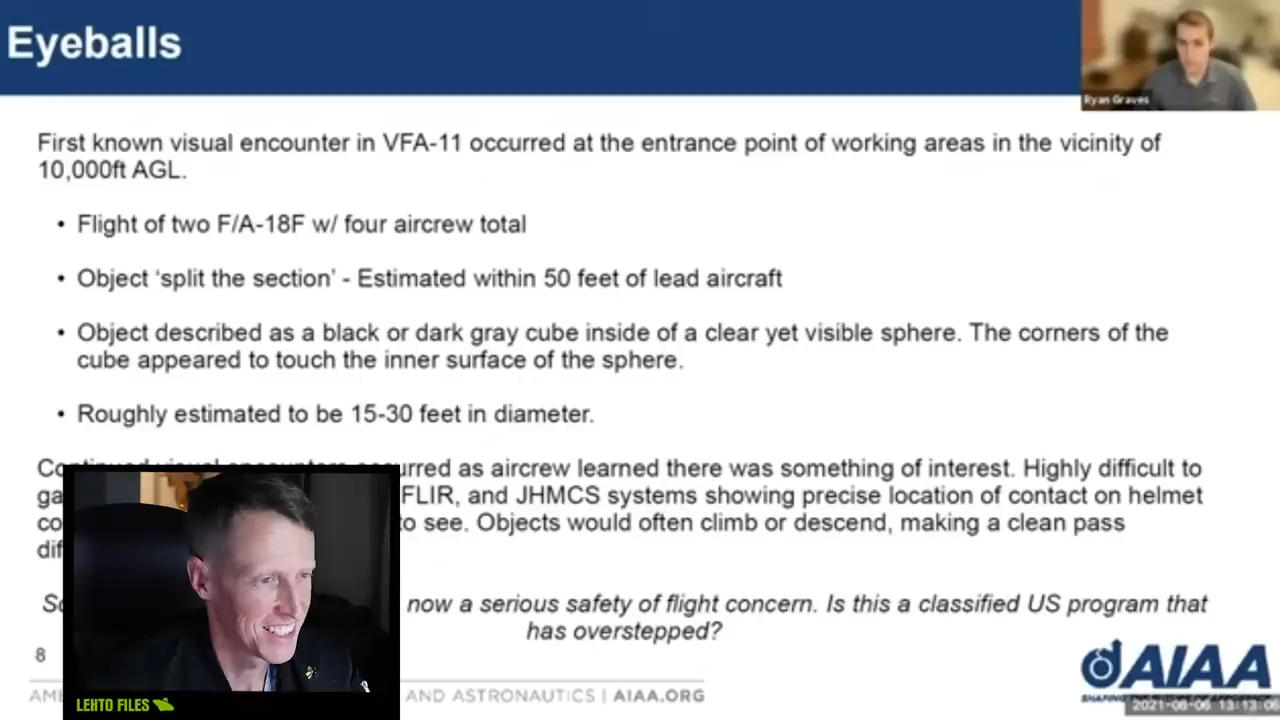 Eyeballs
Ryan Graves
First known visual encounter in VFA-11 occurred at the entrance point of working areas in the vicinity of
10,000ft AGL.
• Flight of two F/A-18F w/ four aircrew total
• Object ‘split the section’ - Estimated within 50 feet of lead aircraft
• Object described as a black or dark gray cube inside of a clear yet visible sphere. The corners of the
cube appeared to touch the inner surface of the sphere.
• Roughly estimated to be 15-30 feet in diameter.
occurred as aircrew learned there was something of interest. Highly difficult to
FLIR, and JHMCS systems showing precise location of contact on helmet
to see. Objects would often climb or descend, making a clean pass
now a serious safety of flight concern. Is this a classified US program that
has overstepped?
8
AND ASTRONAUTICS | AIAA.ORG
AIAA
2021-08-06 13:13:06
LEHTO FILES